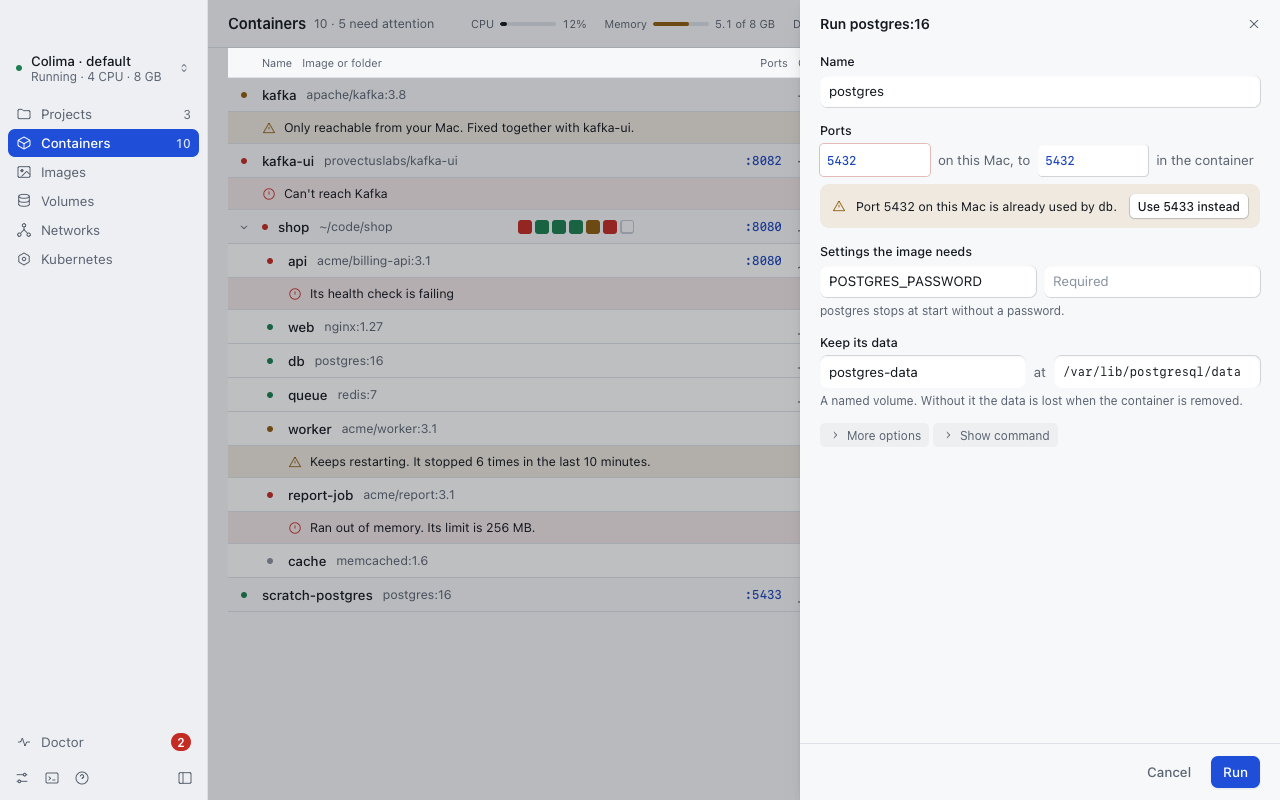 Colima · default
Running · 4 CPU · 8 GB
Projects 3
Containers 10
Images
Volumes
Networks
Kubernetes
Doctor 2
Containers 10 · 5 need attention CPU 12% Memory 5.1 of 8 GB
Name Image or folder Ports
kafka apache/kafka:3.8
Only reachable from your Mac. Fixed together with kafka-ui.
kafka-ui provectuslabs/kafka-ui :8082
Can't reach Kafka
shop ~/code/shop :8080
api acme/billing-api:3.1 :8080
Its health check is failing
web nginx:1.27
db postgres:16
queue redis:7
worker acme/worker:3.1
Keeps restarting. It stopped 6 times in the last 10 minutes.
report-job acme/report:3.1
Ran out of memory. Its limit is 256 MB.
cache memcached:1.6
scratch-postgres postgres:16 :5433
Run postgres:16
Name
postgres
Ports
5432 on this Mac, to 5432 in the container
Port 5432 on this Mac is already used by db. Use 5433 instead
Settings the image needs
POSTGRES_PASSWORD Required
postgres stops at start without a password.
Keep its data
postgres-data at /var/lib/postgresql/data
A named volume. Without it the data is lost when the container is removed.
More options Show command
Cancel Run